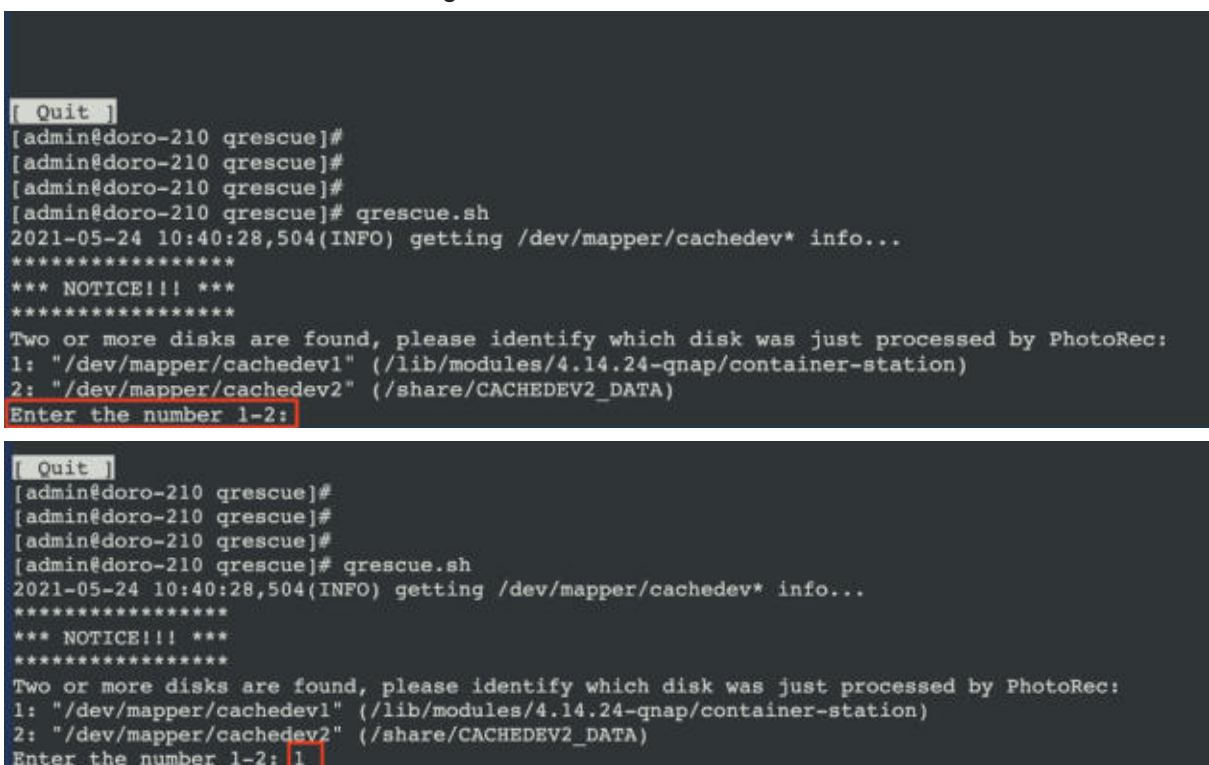 [ Quit ]
[admin@doro-210 qrescue]#
[admin@doro-210 qrescue]#
[admin@doro-210 qrescue]#
[admin@doro-210 qrescue]# qrescue.sh
2021-05-24 10:40:28,504(INFO) getting /dev/mapper/cachedev* info...
*****************
*** NOTICE!!! ***
*****************
Two or more disks are found, please identify which disk was just processed by PhotoRec:
1: "/dev/mapper/cachedev1" (/lib/modules/4.14.24-qnap/container-station)
2: "/dev/mapper/cachedev2" (/share/CACHEDEV2_DATA)
Enter the number 1-2:
[ Quit ]
[admin@doro-210 qrescue]#
[admin@doro-210 qrescue]#
[admin@doro-210 qrescue]#
[admin@doro-210 qrescue]# qrescue.sh
2021-05-24 10:40:28,504(INFO) getting /dev/mapper/cachedev* info...
*****************
*** NOTICE!!! ***
*****************
Two or more disks are found, please identify which disk was just processed by PhotoRec:
1: "/dev/mapper/cachedev1" (/lib/modules/4.14.24-qnap/container-station)
2: "/dev/mapper/cachedev2" (/share/CACHEDEV2_DATA)
Enter the number 1-2: 1